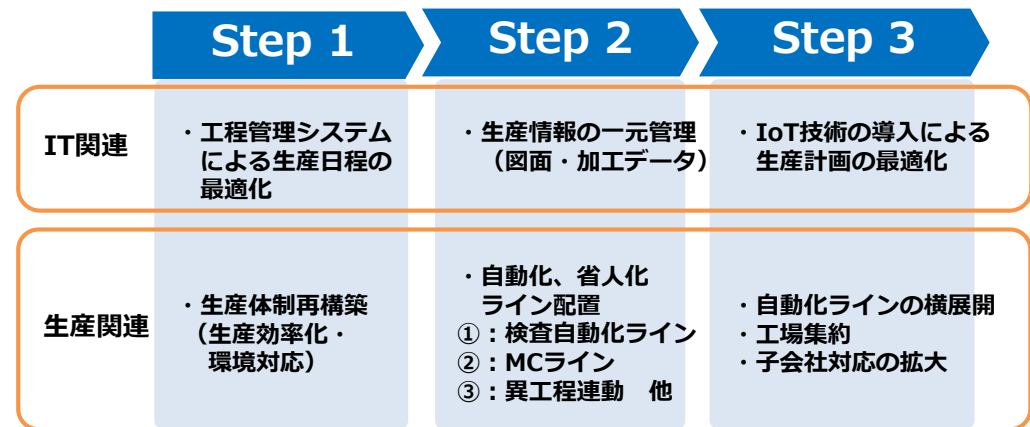 Step 1
Step 2
Step 3
IT関連
・工程管理システム
による生産日程の
最適化
・生産情報の一元管理
（図面・加工データ）
・IoT技術の導入による
生産計画の最適化
生産関連
・生産体制再構築
（生産効率化・
環境対応）
・自動化、省人化
ライン配置
①：検査自動化ライン
②：MCライン
③：異工程連動　他
・自動化ラインの横展開
・工場集約
・子会社対応の拡大